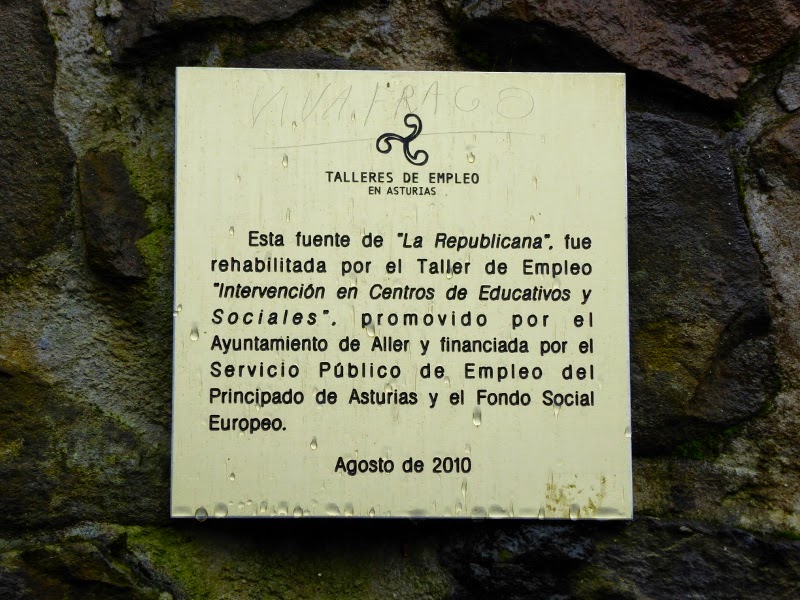 VIVA FRAGO
TALLERES DE EMPLEO
EN ASTURIAS
Esta fuente de "La Republicana", fue
rehabilitada por el Taller de Empleo
"Intervención en Centros de Educativos y
Sociales", promovido por el
Ayuntamiento de Aller y financiada por el
Servicio Público de Empleo del
Principado de Asturias y el Fondo Social
Europeo.
Agosto de 2010